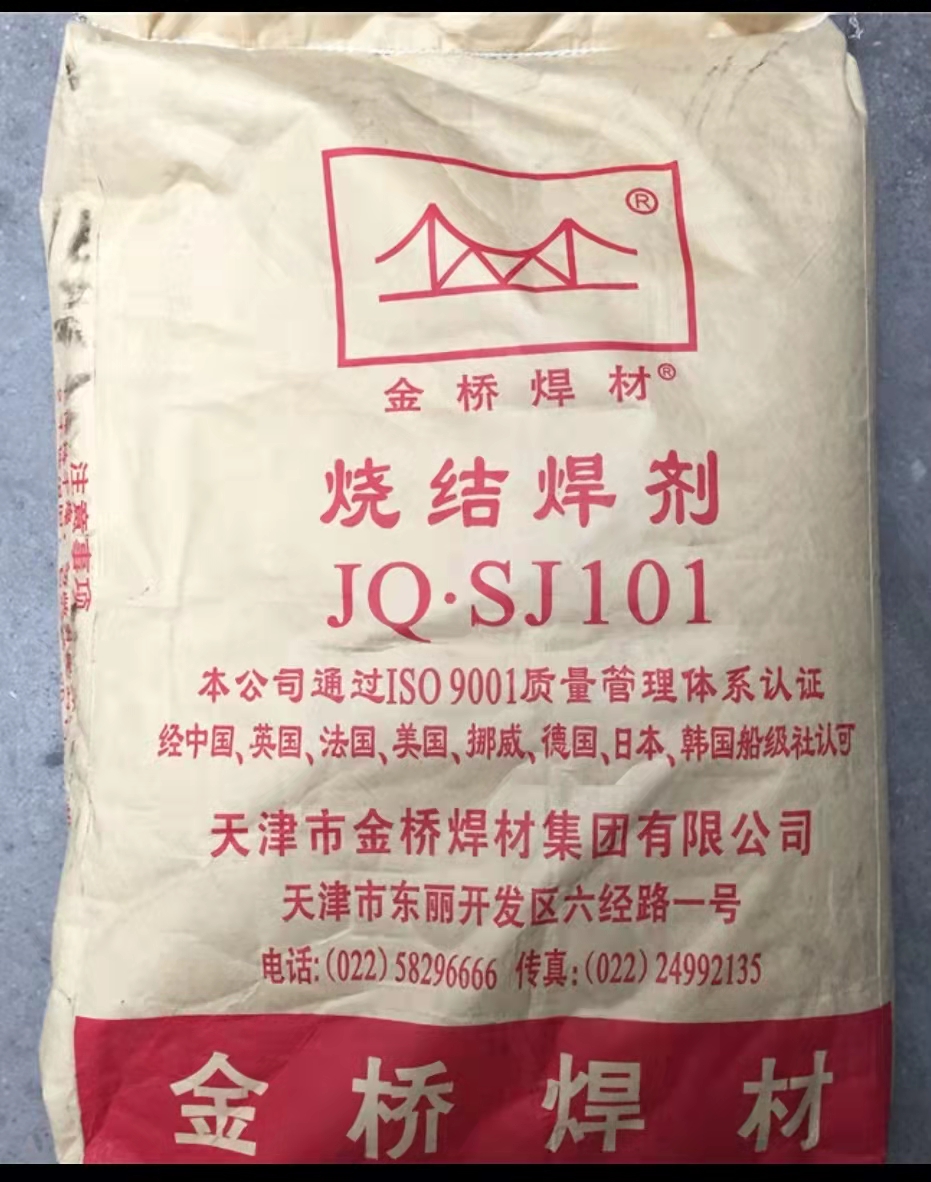 ®
金桥焊材®
烧结焊剂
JQ·SJ101
本公司通过ISO 9001质量管理体系认证
经中国、英国、法国、美国、挪威、德国、日本、韩国船级社认可
天津市金桥焊材集团有限公司
天津市东丽开发区六经路一号
电话:(022)58296666 传真:(022)24992135
金桥焊材
注意事项